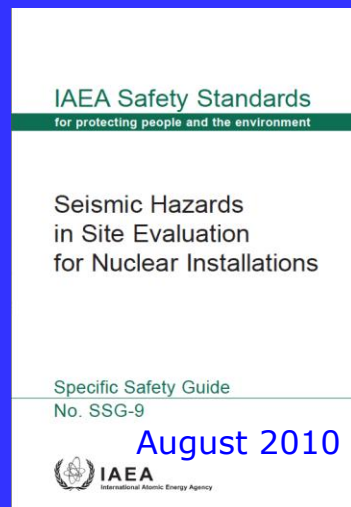 IAEA Safety Standards
for protecting people and the environment
Seismic Hazards
in Site Evaluation
for Nuclear Installations
Specific Safety Guide
No. SSG-9
August 2010
IAEA
International Atomic Energy Agency